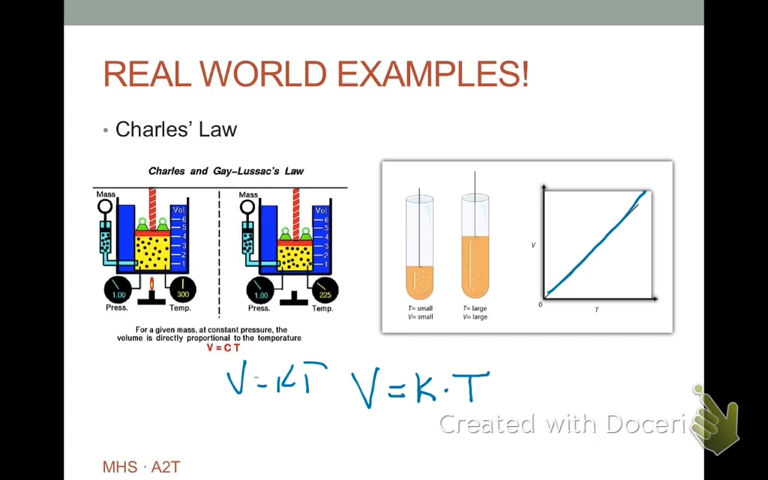 REAL WORLD EXAMPLES!
• Charles' Law
Charles and Gay-Lussac's Law
Mass
Vol
6
5
4
3
2
1
1.00
300
Press.
Temp.
Mass
Vol
6
5
4
3
2
1
1.00
225
Press.
Temp.
For a given mass, at constant pressure, the
volume is directly proportional to the temperature
V = C T
T= small
V= small
T= large
V= large
V
0
T
V=KT
V=K·T
Created with Doceri
MHS · A2T